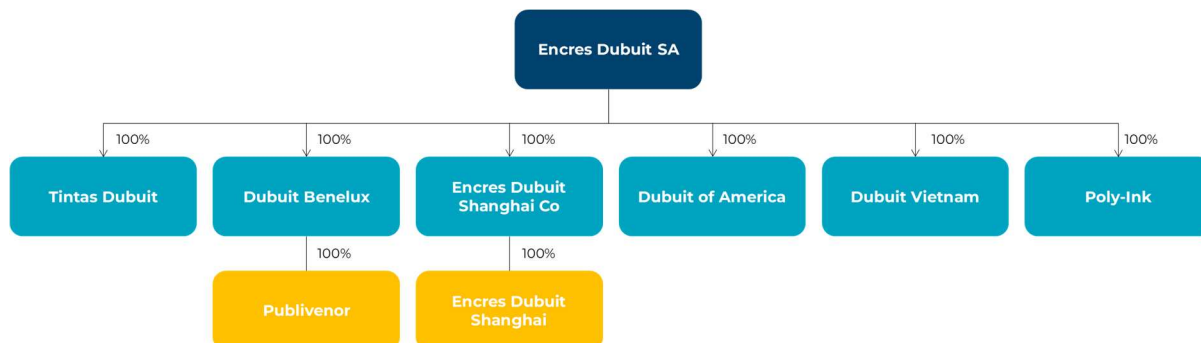 Encres Dubuit SA
100%
100%
100%
100%
100%
100%
Tintas Dubuit
Dubuit Benelux
Encres Dubuit
Shanghai Co
Dubuit of America
Dubuit Vietnam
Poly-Ink
100%
100%
Publivenor
Encres Dubuit
Shanghai